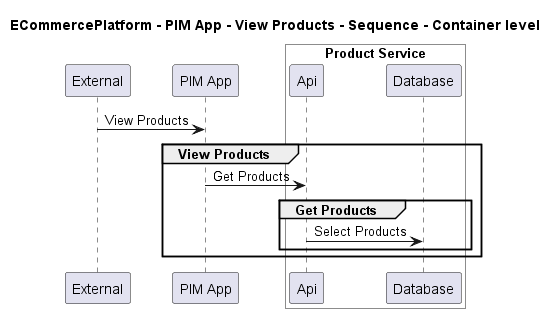 ECommercePlatform - PIM App - View Products - Sequence - Container level
Product Service
External
PIM App
Api
Database
View Products
View Products
Get Products
Get Products
Select Products
External
PIM App
Api
Database